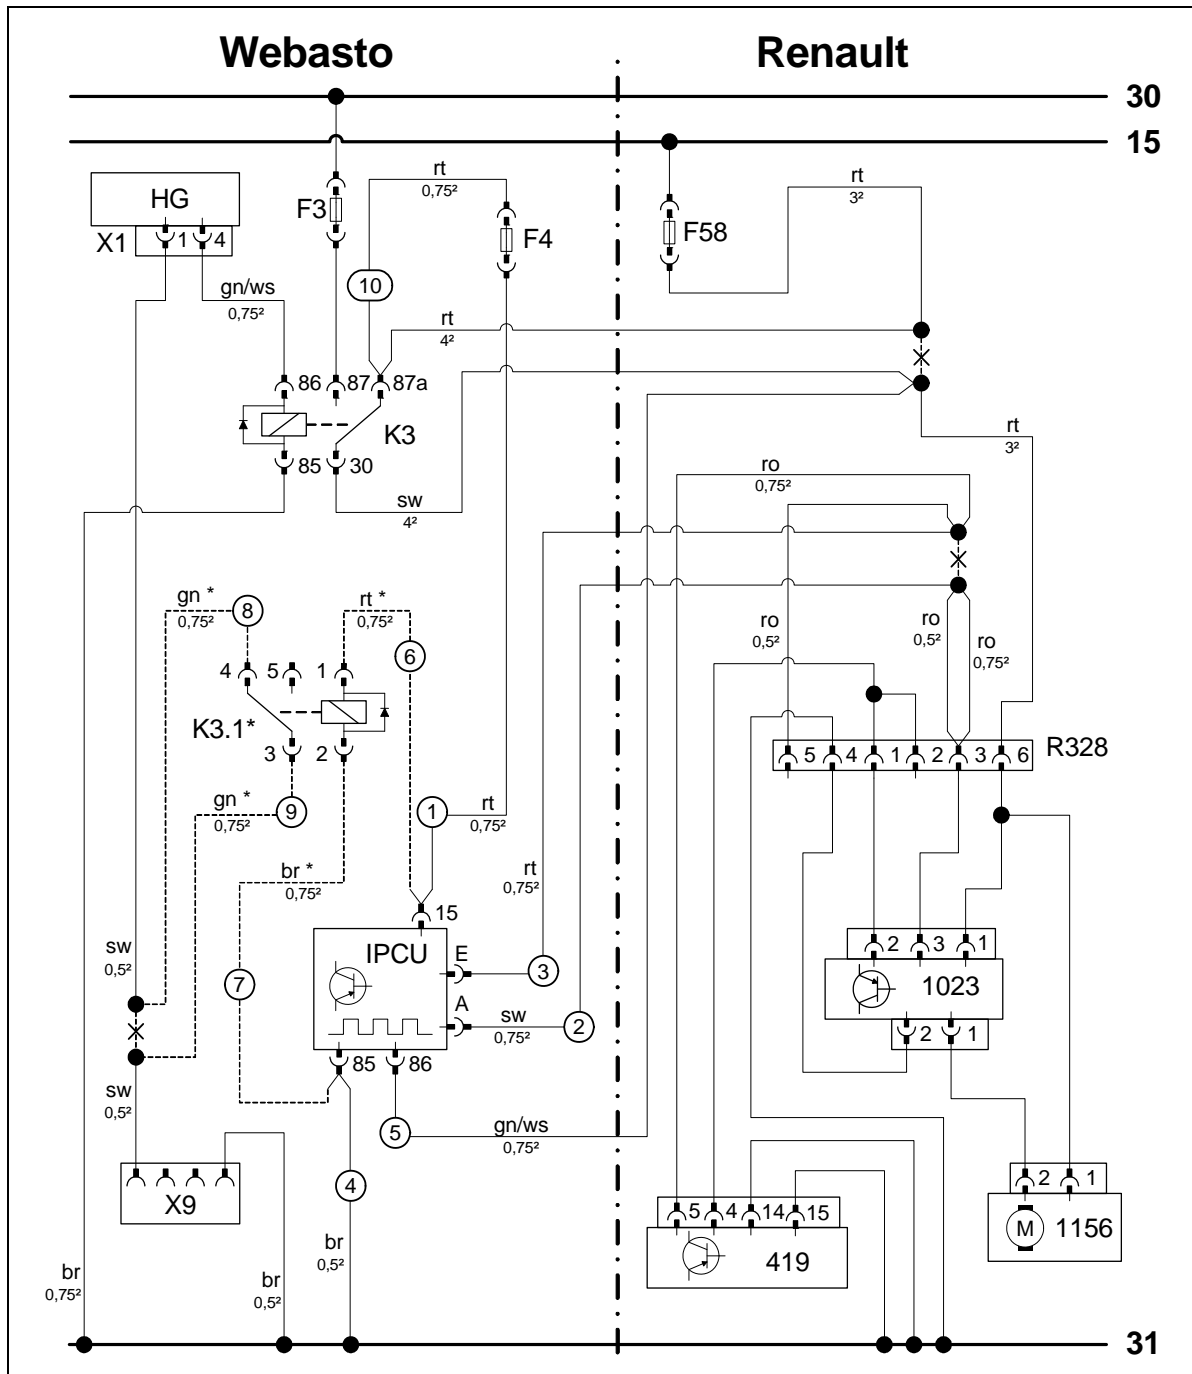 Webasto Renault
30
15
rt
0,75²
rt
3²
HG
F3
F4
F58
X1 1 4
gn/ws
0,75²
10
rt
4²
86 87 87a
K3
85 30
rt
3²
ro
0,75²
sw
4²
gn *
0,75²
8
rt *
0,75²
6
ro
0,5²
ro
0,5²
ro
0,75²
4 5 1
K3.1*
3 2
5 4 1 2 3 6 R328
gn *
0,75²
9
1
rt
0,75²
br *
0,75²
rt
0,75²
15
sw
0,5²
IPCU E
3
2 3 1
7
1023
A
sw
0,75²
2
2 1
85 86
sw
0,5²
5
gn/ws
0,75²
4
X9
2 1
5 4 14 15
M 1156
419
br
0,5²
br
0,75²
br
0,5²
31